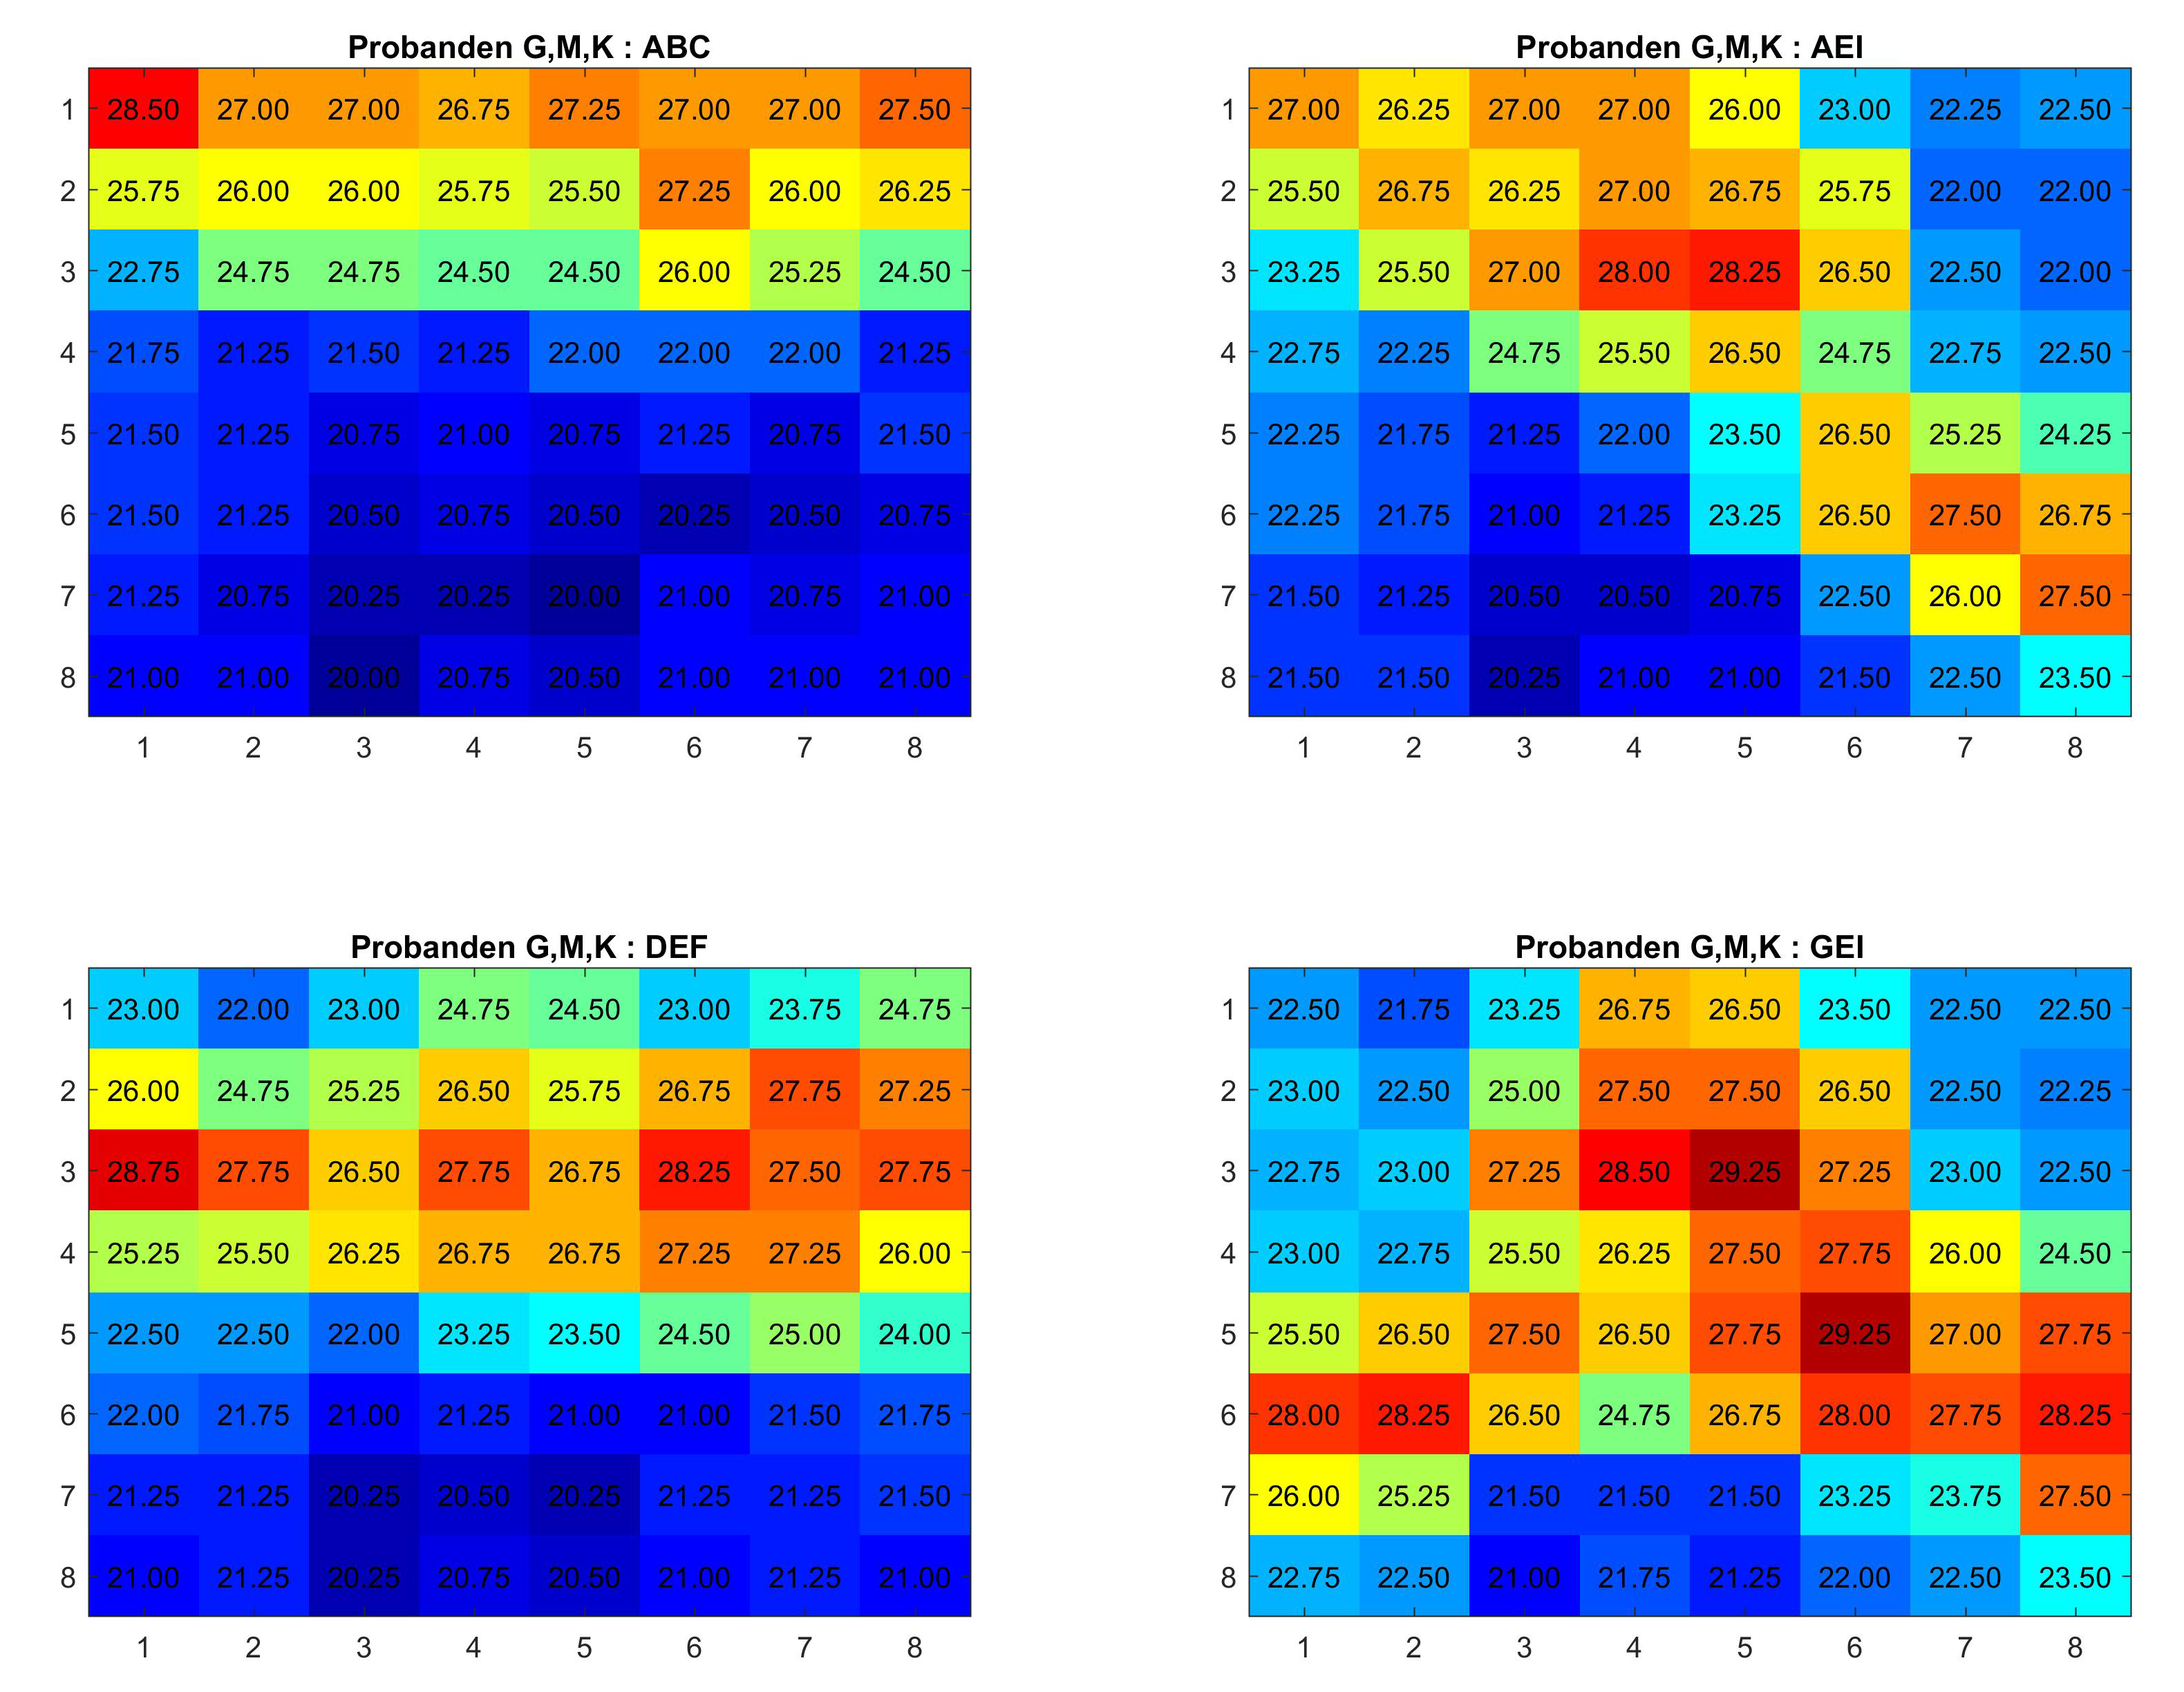 Probanden G,M,K : ABC
1 28.50 27.00 27.00 26.75 27.25 27.00 27.00 27.50
2 25.75 26.00 26.00 25.75 25.50 27.25 26.00 26.25
3 22.75 24.75 24.75 24.50 24.50 26.00 25.25 24.50
4 21.75 21.25 21.50 21.25 22.00 22.00 22.00 21.25
5 21.50 21.25 20.75 21.00 20.75 21.25 20.75 21.50
6 21.50 21.25 20.50 20.75 20.50 20.25 20.50 20.75
7 21.25 20.75 20.25 20.25 20.00 21.00 20.75 21.00
8 21.00 21.00 20.00 20.75 20.50 21.00 21.00 21.00
1 2 3 4 5 6 7 8
Probanden G,M,K : AEI
1 27.00 26.25 27.00 27.00 26.00 23.00 22.25 22.50
2 25.50 26.75 26.25 27.00 26.75 25.75 22.00 22.00
3 23.25 25.50 27.00 28.00 28.25 26.50 22.50 22.00
4 22.75 22.25 24.75 25.50 26.50 24.75 22.75 22.50
5 22.25 21.75 21.25 22.00 23.50 26.50 25.25 24.25
6 22.25 21.75 21.00 21.25 23.25 26.50 27.50 26.75
7 21.50 21.25 20.50 20.50 20.75 22.50 26.00 27.50
8 21.50 21.50 20.25 21.00 21.00 21.50 22.50 23.50
1 2 3 4 5 6 7 8
Probanden G,M,K : DEF
1 23.00 22.00 23.00 24.75 24.50 23.00 23.75 24.75
2 26.00 24.75 25.25 26.50 25.75 26.75 27.75 27.25
3 28.75 27.75 26.50 27.75 26.75 28.25 27.50 27.75
4 25.25 25.50 26.25 26.75 26.75 27.25 27.25 26.00
5 22.50 22.50 22.00 23.25 23.50 24.50 25.00 24.00
6 22.00 21.75 21.00 21.25 21.00 21.00 21.50 21.75
7 21.25 21.25 20.25 20.50 20.25 21.25 21.25 21.50
8 21.00 21.25 20.25 20.75 20.50 21.00 21.25 21.00
1 2 3 4 5 6 7 8
Probanden G,M,K : GEI
1 22.50 21.75 23.25 26.75 26.50 23.50 22.50 22.50
2 23.00 22.50 25.00 27.50 27.50 26.50 22.50 22.25
3 22.75 23.00 27.25 28.50 29.25 27.25 23.00 22.50
4 23.00 22.75 25.50 26.25 27.50 27.75 26.00 24.50
5 25.50 26.50 27.50 26.50 27.75 29.25 27.00 27.75
6 28.00 28.25 26.50 24.75 26.75 28.00 27.75 28.25
7 26.00 25.25 21.50 21.50 21.50 23.25 23.75 27.50
8 22.75 22.50 21.00 21.75 21.25 22.00 22.50 23.50
1 2 3 4 5 6 7 8